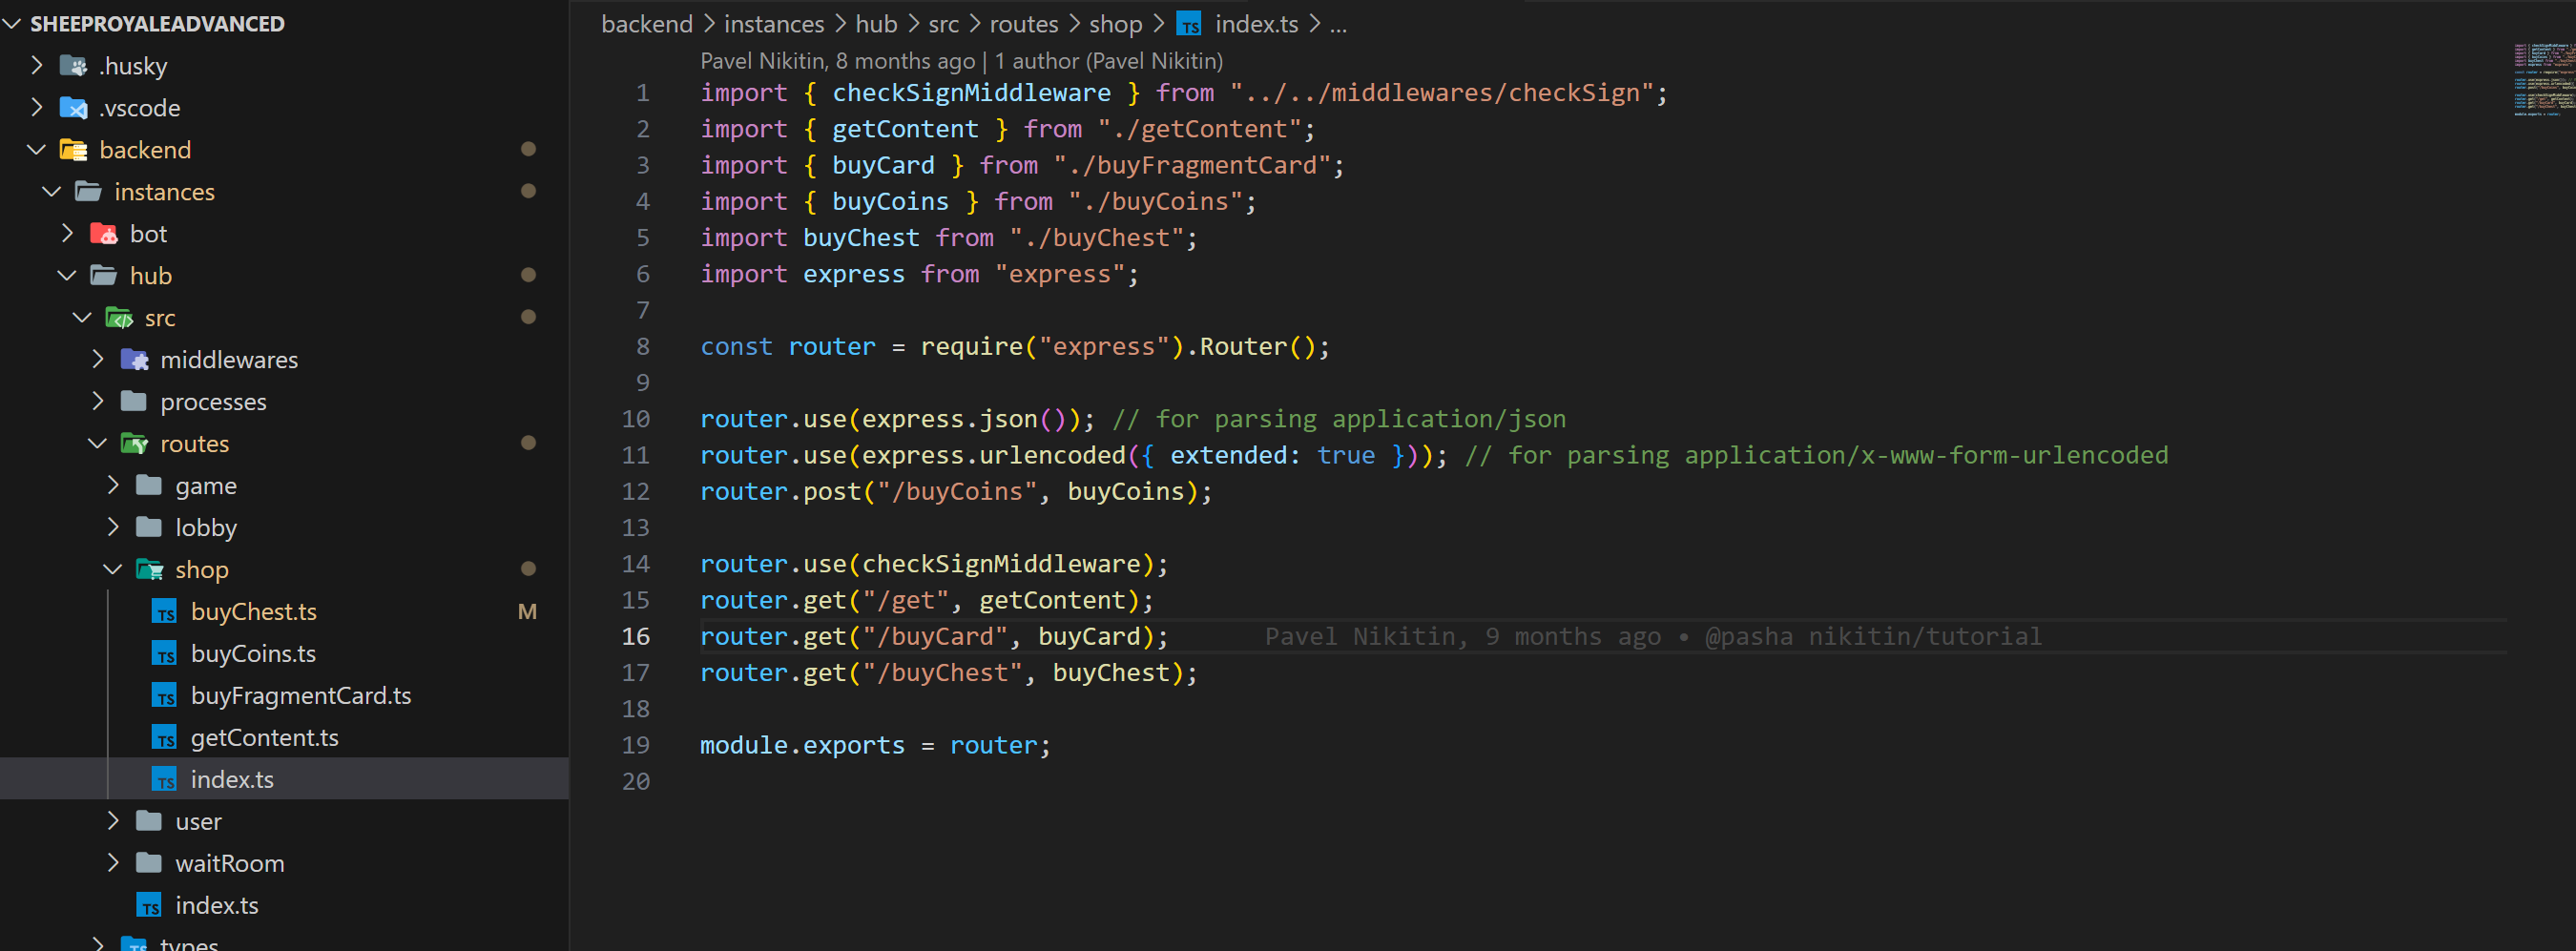 SHEEPROYALEADVANCED
.husky
.vscode
backend
instances
bot
hub
src
middlewares
processes
routes
game
lobby
shop
buyChest.ts M
buyCoins.ts
buyFragmentCard.ts
getContent.ts
index.ts
user
waitRoom
index.ts
types
backend > instances > hub > src > routes > shop > TS index.ts > ...
Pavel Nikitin, 8 months ago | 1 author (Pavel Nikitin)
1 import { checkSignMiddleware } from "../../middlewares/checkSign";
2 import { getContent } from "./getContent";
3 import { buyCard } from "./buyFragmentCard";
4 import { buyCoins } from "./buyCoins";
5 import buyChest from "./buyChest";
6 import express from "express";
7
8 const router = require("express").Router();
9
10 router.use(express.json()); // for parsing application/json
11 router.use(express.urlencoded({ extended: true })); // for parsing application/x-www-form-urlencoded
12 router.post("/buyCoins", buyCoins);
13
14 router.use(checkSignMiddleware);
15 router.get("/get", getContent);
16 router.get("/buyCard", buyCard); Pavel Nikitin, 9 months ago • @pasha nikitin/tutorial
17 router.get("/buyChest", buyChest);
18
19 module.exports = router;
20